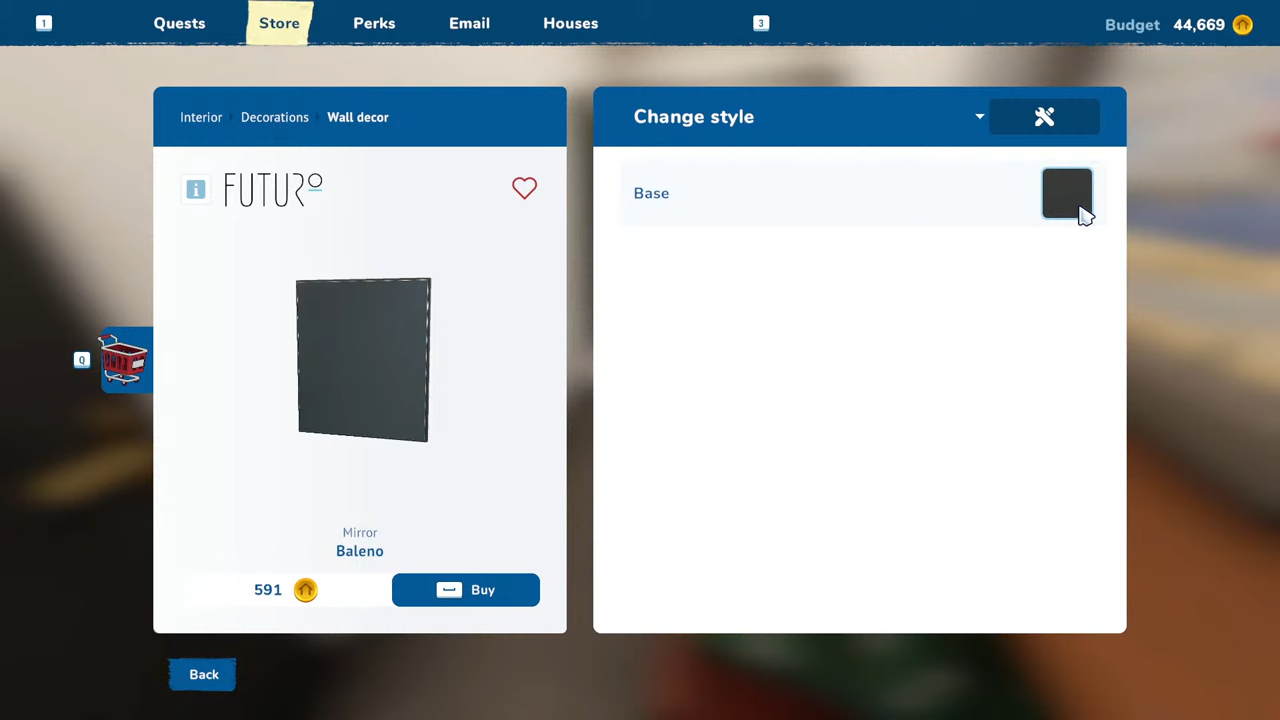 1 Quests Store Perks Email Houses 3 Budget 44,669
Interior Decorations Wall decor
Change style
i FUTURO
Base
Q
Mirror
Baleno
591 Buy
Back